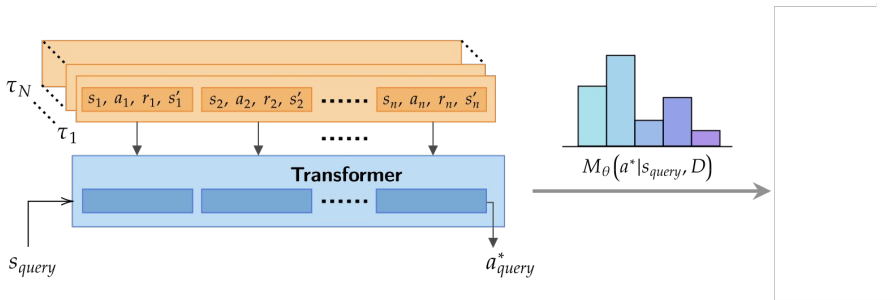 τ_N
τ_1
s_1, a_1, r_1, s'_1 s_2, a_2, r_2, s'_2 ...... s_n, a_n, r_n, s'_n
......
Transformer
......
s_query
a*_query
M_θ(a*|s_query, D)